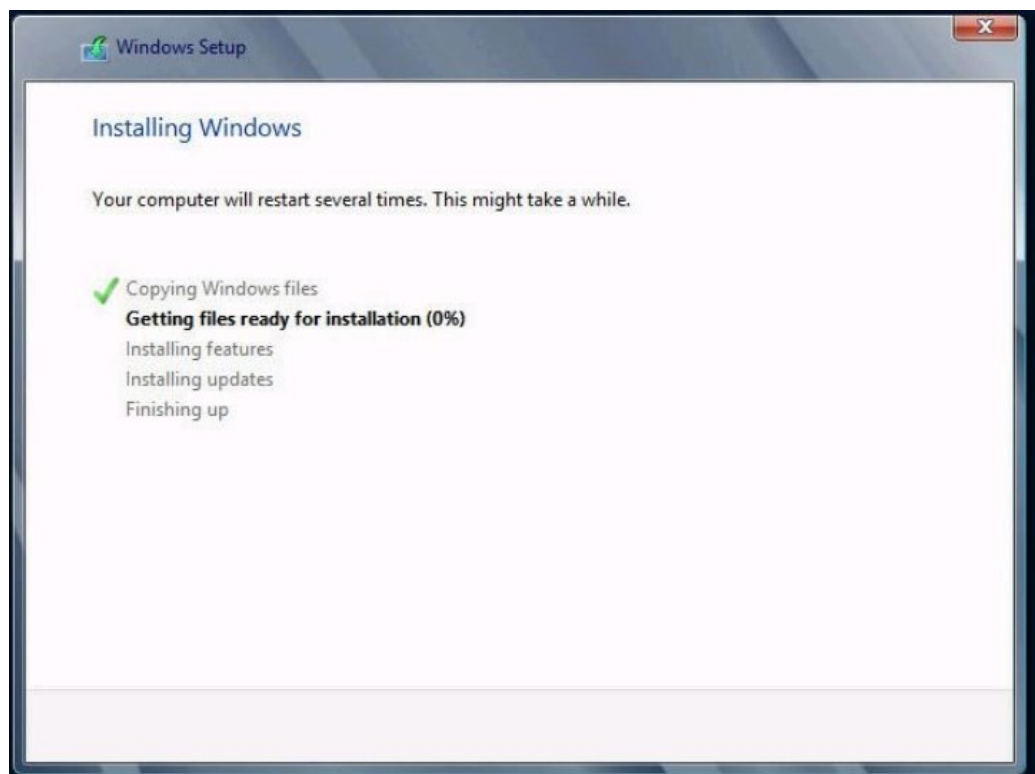 Windows Setup
Installing Windows
Your computer will restart several times. This might take a while.
Copying Windows files
Getting files ready for installation (0%)
Installing features
Installing updates
Finishing up